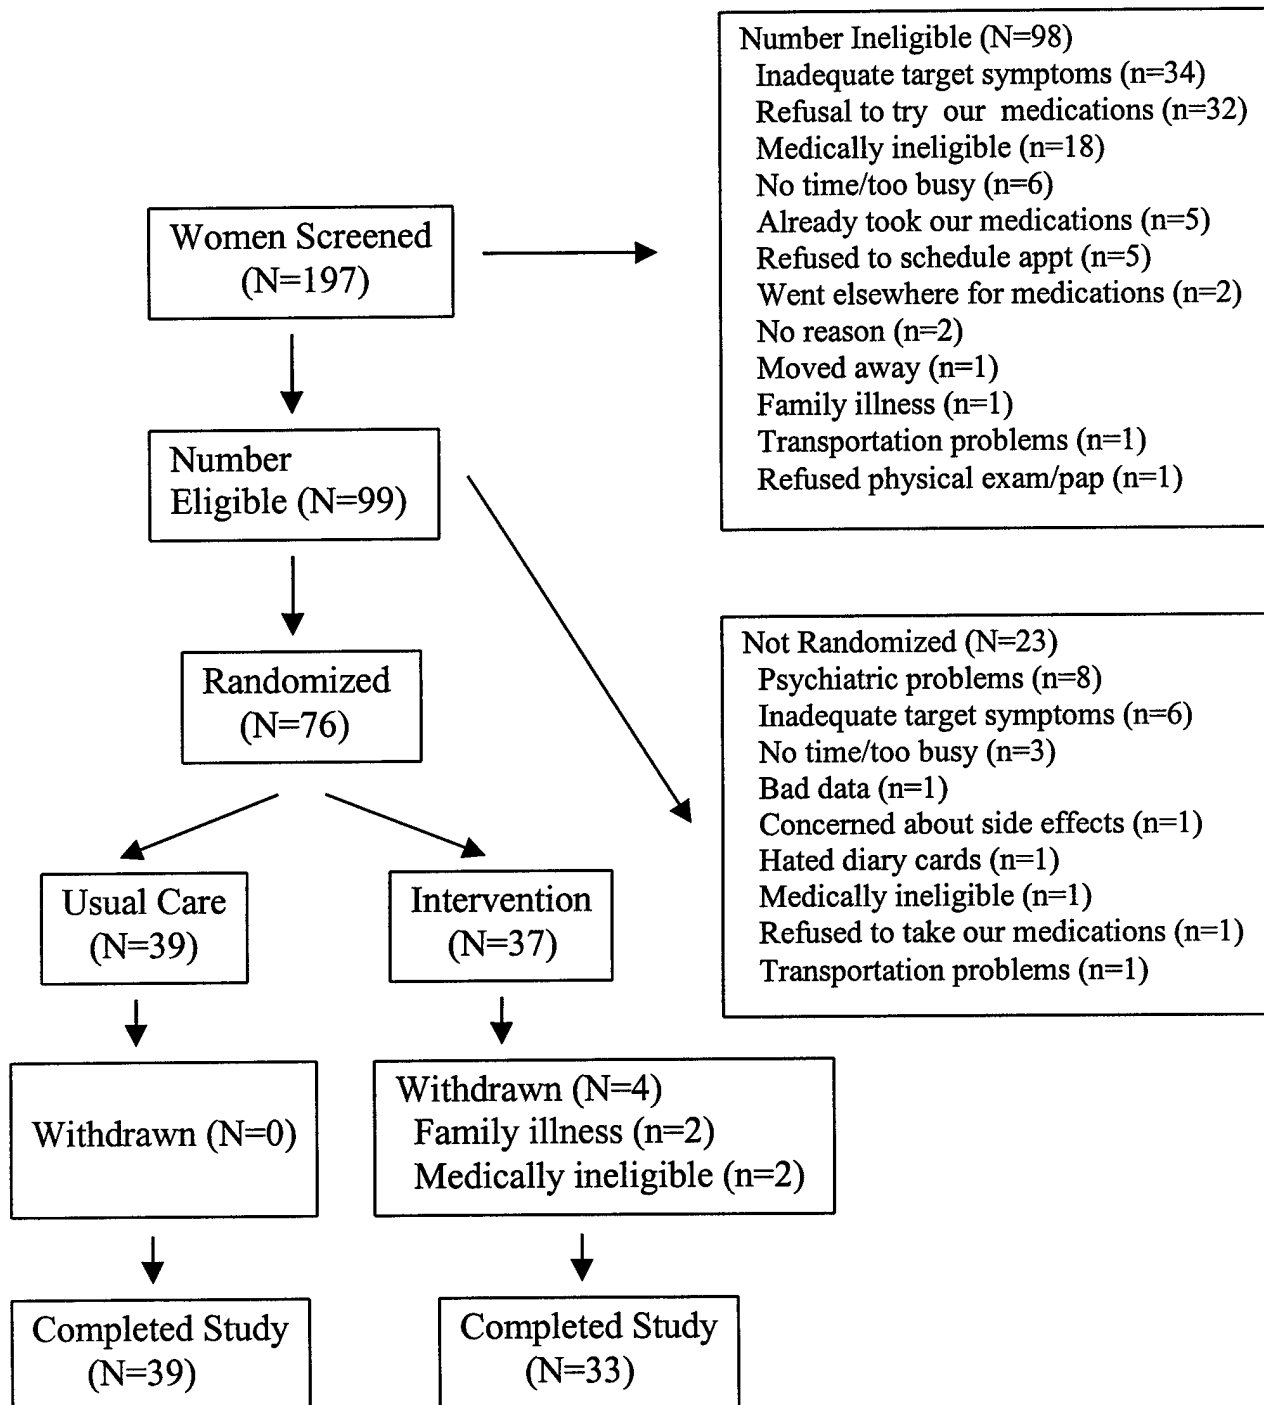 Women Screened
(N=197)
Number Ineligible (N=98)
Inadequate target symptoms (n=34)
Refusal to try our medications (n=32)
Medically ineligible (n=18)
No time/too busy (n=6)
Already took our medications (n=5)
Refused to schedule appt (n=5)
Went elsewhere for medications (n=2)
No reason (n=2)
Moved away (n=1)
Family illness (n=1)
Transportation problems (n=1)
Refused physical exam/pap (n=1)
Number
Eligible (N=99)
Not Randomized (N=23)
Psychiatric problems (n=8)
Inadequate target symptoms (n=6)
No time/too busy (n=3)
Bad data (n=1)
Concerned about side effects (n=1)
Hated diary cards (n=1)
Medically ineligible (n=1)
Refused to take our medications (n=1)
Transportation problems (n=1)
Randomized
(N=76)
Usual Care
(N=39)
Intervention
(N=37)
Withdrawn (N=0)
Withdrawn (N=4)
Family illness (n=2)
Medically ineligible (n=2)
Completed Study
(N=39)
Completed Study
(N=33)